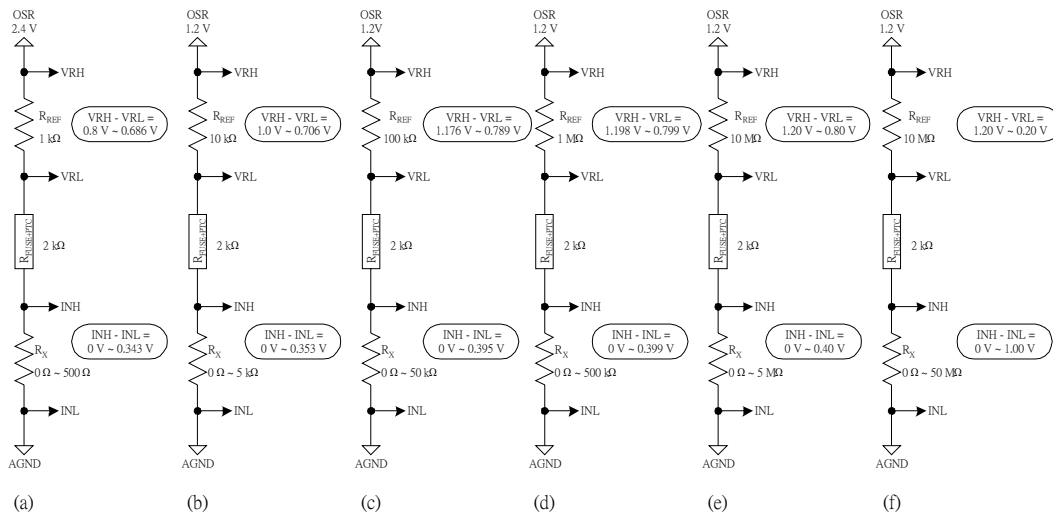 OSR
2.4 V
VRH
R_REF
1 kΩ
VRH - VRL =
0.8 V ~ 0.686 V
VRL
R_FUSE+PTC
2 kΩ
INH
INH - INL =
0 V ~ 0.343 V
R_X
0 Ω ~ 500 Ω
INL
AGND
(a)
OSR
1.2 V
VRH
R_REF
10 kΩ
VRH - VRL =
1.0 V ~ 0.706 V
VRL
R_FUSE+PTC
2 kΩ
INH
INH - INL =
0 V ~ 0.353 V
R_X
0 Ω ~ 5 kΩ
INL
AGND
(b)
OSR
1.2V
VRH
R_REF
100 kΩ
VRH - VRL =
1.176 V ~ 0.789 V
VRL
R_FUSE+PTC
2 kΩ
INH
INH - INL =
0 V ~ 0.395 V
R_X
0 Ω ~ 50 kΩ
INL
AGND
(c)
OSR
1.2 V
VRH
R_REF
1 MΩ
VRH - VRL =
1.198 V ~ 0.799 V
VRL
R_FUSE+PTC
2 kΩ
INH
INH - INL =
0 V ~ 0.399 V
R_X
0 Ω ~ 500 kΩ
INL
AGND
(d)
OSR
1.2 V
VRH
R_REF
10 MΩ
VRH - VRL =
1.20 V ~ 0.80 V
VRL
R_FUSE+PTC
2 kΩ
INH
INH - INL =
0 V ~ 0.40 V
R_X
0 Ω ~ 5 MΩ
INL
AGND
(e)
OSR
1.2 V
VRH
R_REF
10 MΩ
VRH - VRL =
1.20 V ~ 0.20 V
VRL
R_FUSE+PTC
2 kΩ
INH
INH - INL =
0 V ~ 1.00 V
R_X
0 Ω ~ 50 MΩ
INL
AGND
(f)